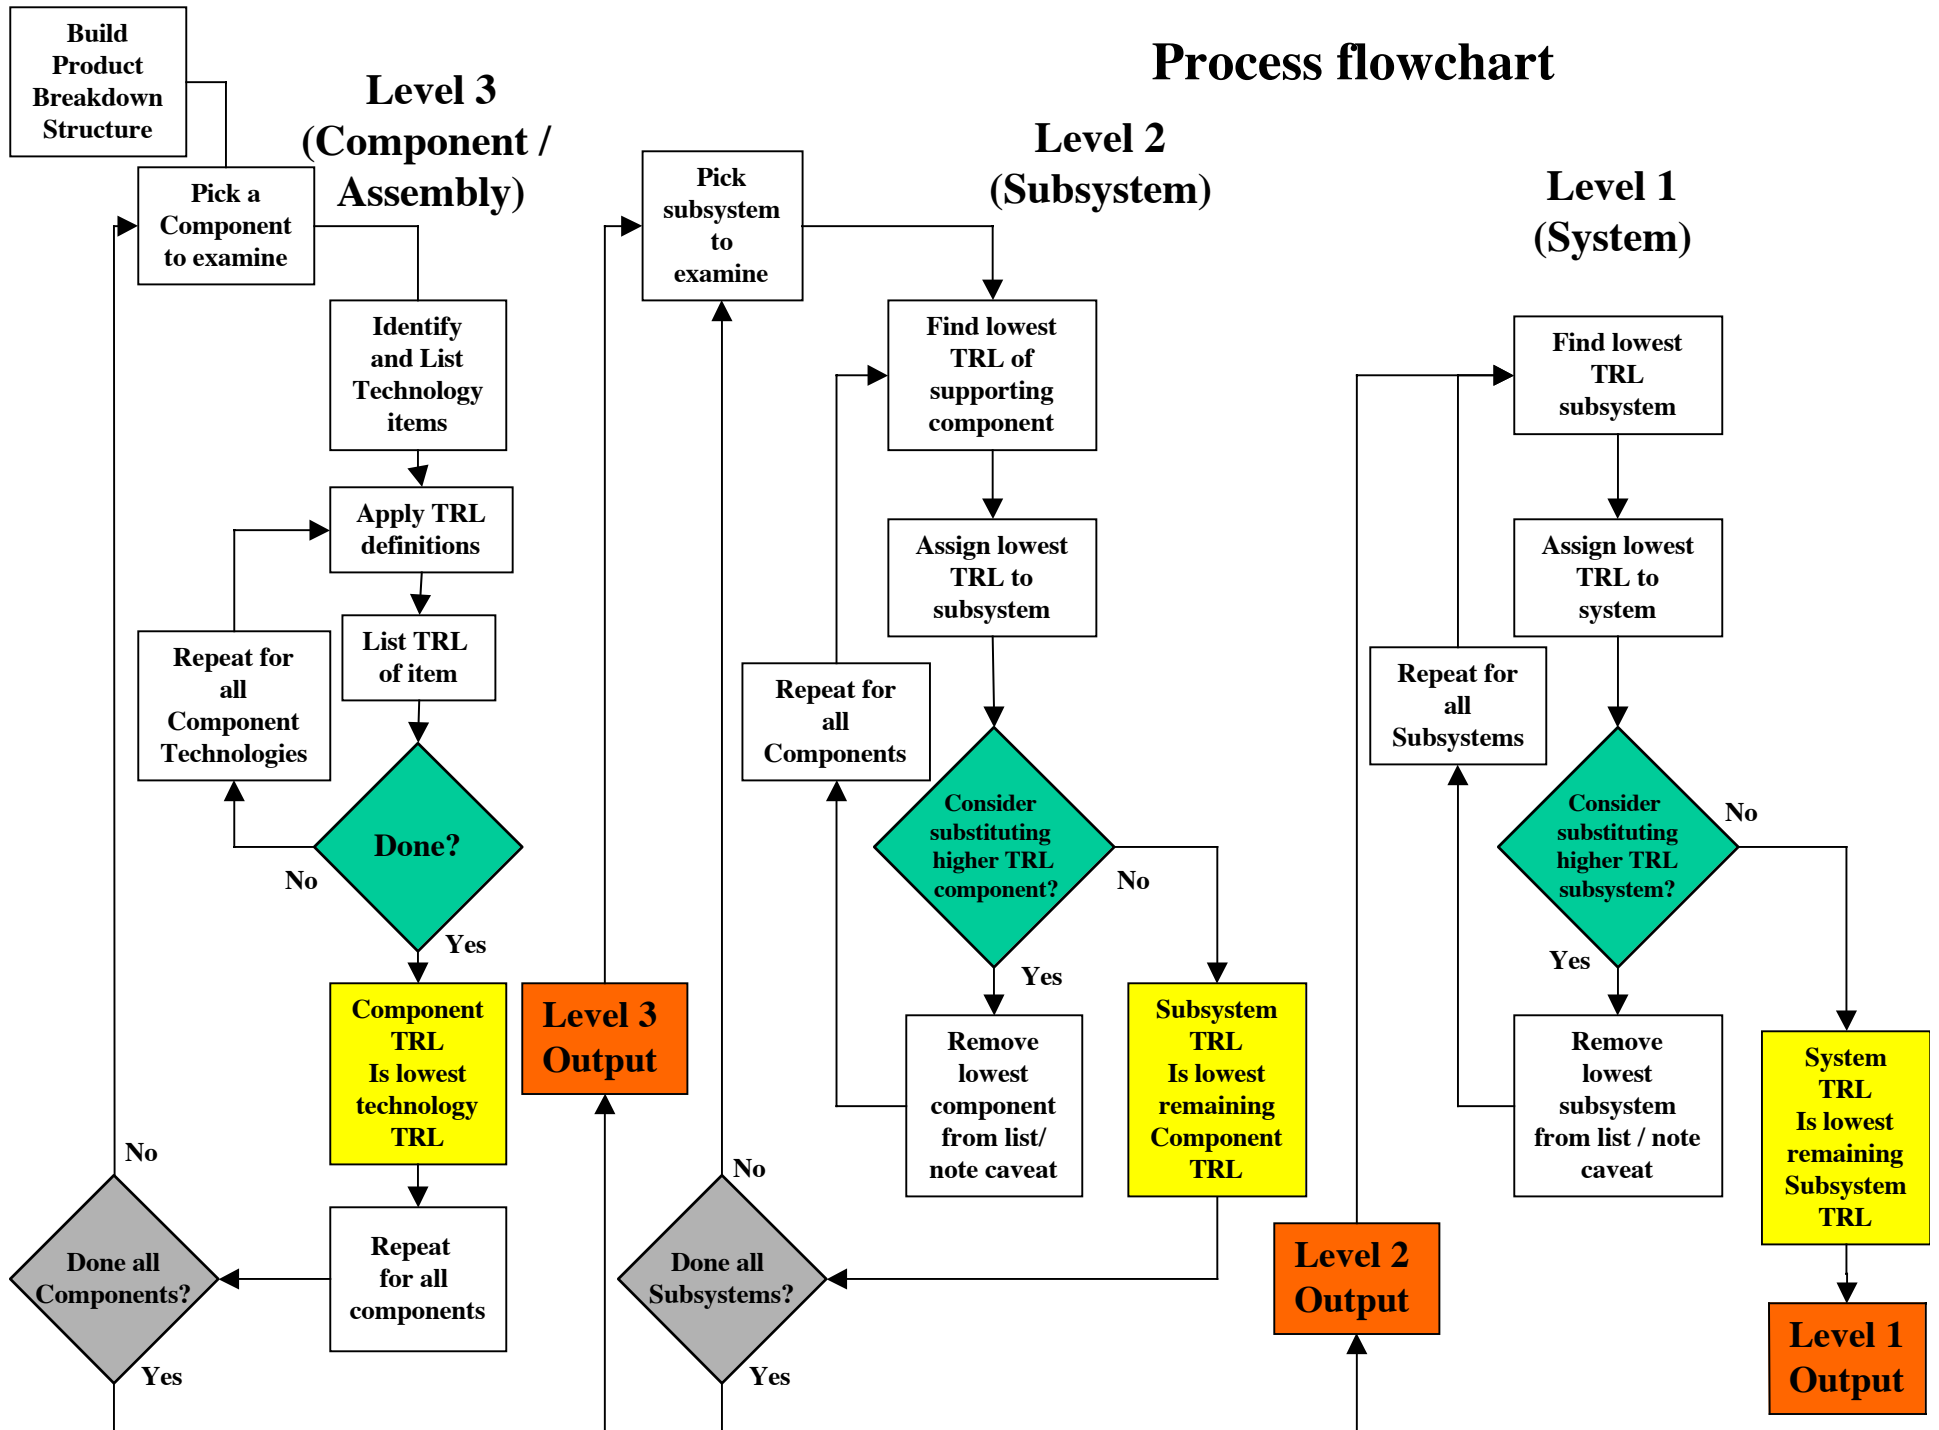 Process flowchart
Build
Product
Breakdown
Structure
Level 3
(Component /
Assembly)
Pick a
Component
to examine
Identify
and List
Technology
items
Apply TRL
definitions
List TRL
of item
Repeat for
all
Component
Technologies
Done?
No
Yes
Component
TRL
Is lowest
technology
TRL
Repeat
for all
components
Done all
Components?
No
Yes
Level 3
Output
Level 2
(Subsystem)
Pick
subsystem
to
examine
Find lowest
TRL of
supporting
component
Assign lowest
TRL to
subsystem
Repeat for
all
Components
Consider
substituting
higher TRL
component?
No
Yes
Remove
lowest
component
from list/
note caveat
Subsystem
TRL
Is lowest
remaining
Component
TRL
Done all
Subsystems?
No
Yes
Level 2
Output
Level 1
(System)
Find lowest
TRL
subsystem
Assign lowest
TRL to
system
Repeat for
all
Subsystems
Consider
substituting
higher TRL
subsystem?
No
Yes
Remove
lowest
subsystem
from list / note
caveat
System
TRL
Is lowest
remaining
Subsystem
TRL
Level 1
Output